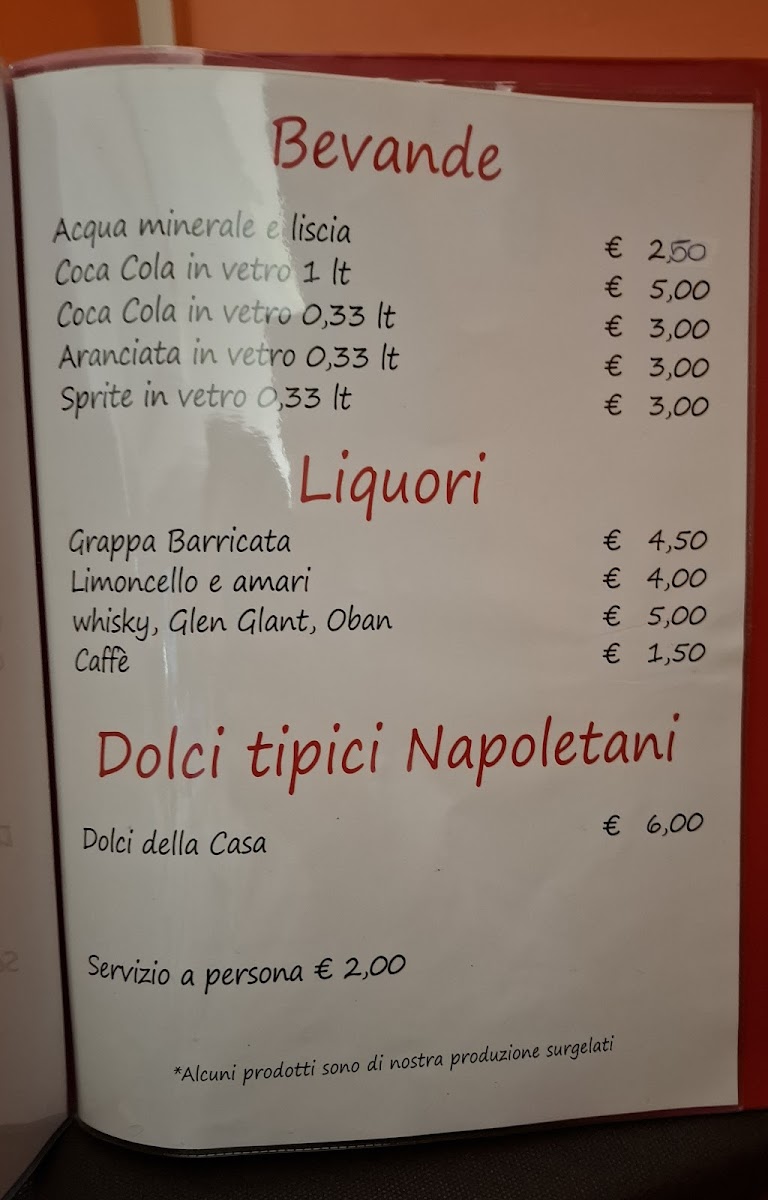 Bevande
Acqua minerale e liscia € 2,50
Coca Cola in vetro 1 lt € 5,00
Coca Cola in vetro 0,33 lt € 3,00
Aranciata in vetro 0,33 lt € 3,00
Sprite in vetro 0,33 lt € 3,00
Liquori
Grappa Barricata € 4,50
Limoncello e amari € 4,00
whisky, Glen Glant, Oban € 5,00
Caffè € 1,50
Dolci tipici Napoletani
Dolci della Casa € 6,00
Servizio a persona € 2,00
*Alcuni prodotti sono di nostra produzione surgelati